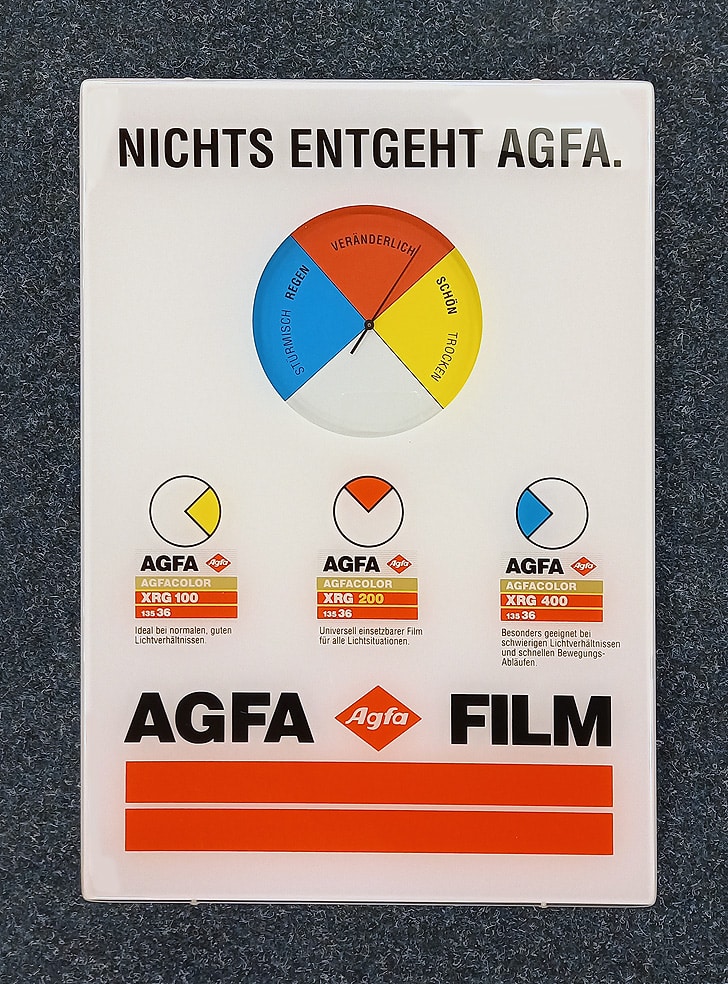 NICHTS ENTGEHT AGFA.
STÜRMISCH REGEN
VERÄNDERLICH
SCHÖN TROCKEN
AGFA Agfa
AGFACOLOR
XRG 100
135 36
Ideal bei normalen, guten
Lichtverhältnissen.
AGFA Agfa
AGFACOLOR
XRG 200
135 36
Universell einsetzbarer Film
für alle Lichtsituationen.
AGFA Agfa
AGFACOLOR
XRG 400
135 36
Besonders geeignet bei
schwierigen Lichtverhältnissen
und schnellen Bewegungs-
Abläufen.
AGFA Agfa FILM